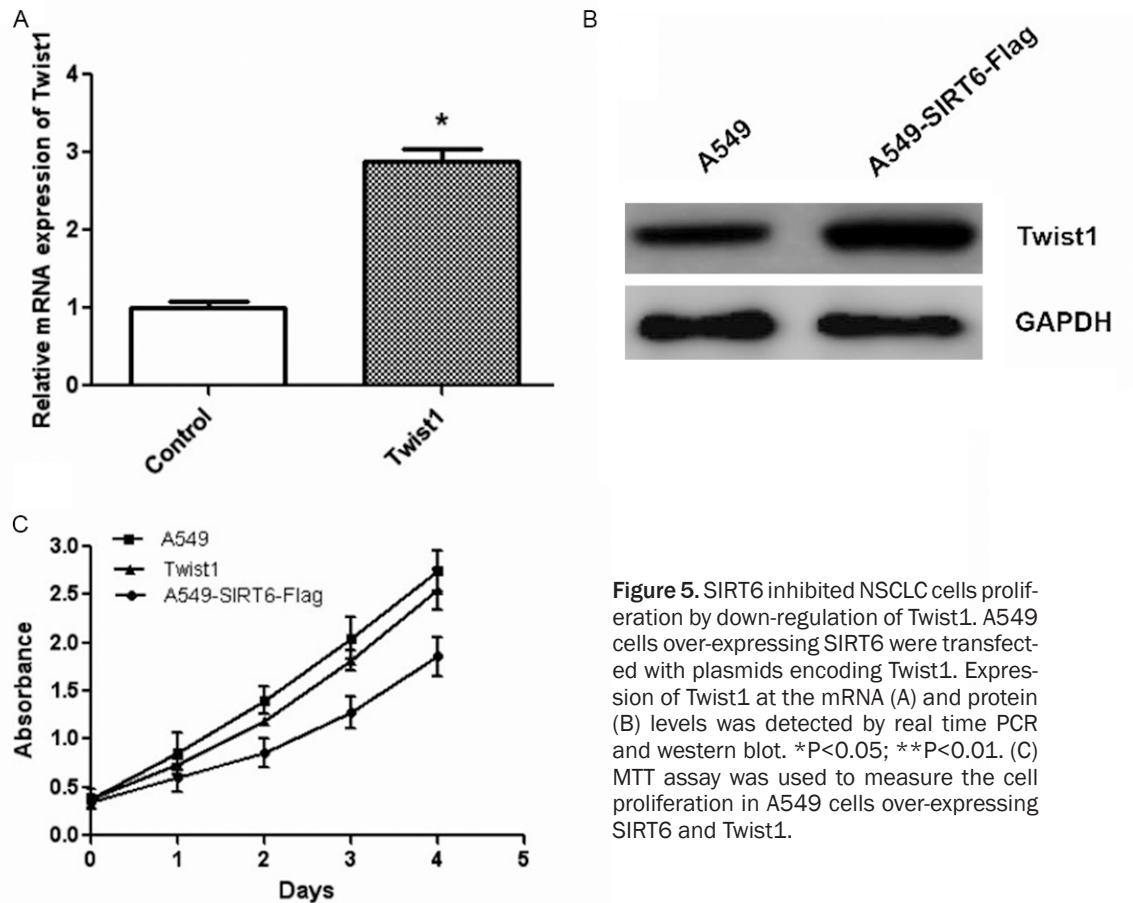 A
Relative mRNA expression of Twist1
4
3
2
1
0
*
Control
Twist1
B
A549
A549-SIRT6-Flag
Twist1
GAPDH
C
A549
Twist1
A549-SIRT6-Flag
Absorbance
3.0
2.5
2.0
1.5
1.0
0.5
0.0
0 1 2 3 4 5
Days
Figure 5. SIRT6 inhibited NSCLC cells prolif-
eration by down-regulation of Twist1. A549
cells over-expressing SIRT6 were transfect-
ed with plasmids encoding Twist1. Expres-
sion of Twist1 at the mRNA (A) and protein
(B) levels was detected by real time PCR
and western blot. *P<0.05; **P<0.01. (C)
MTT assay was used to measure the cell
proliferation in A549 cells over-expressing
SIRT6 and Twist1.